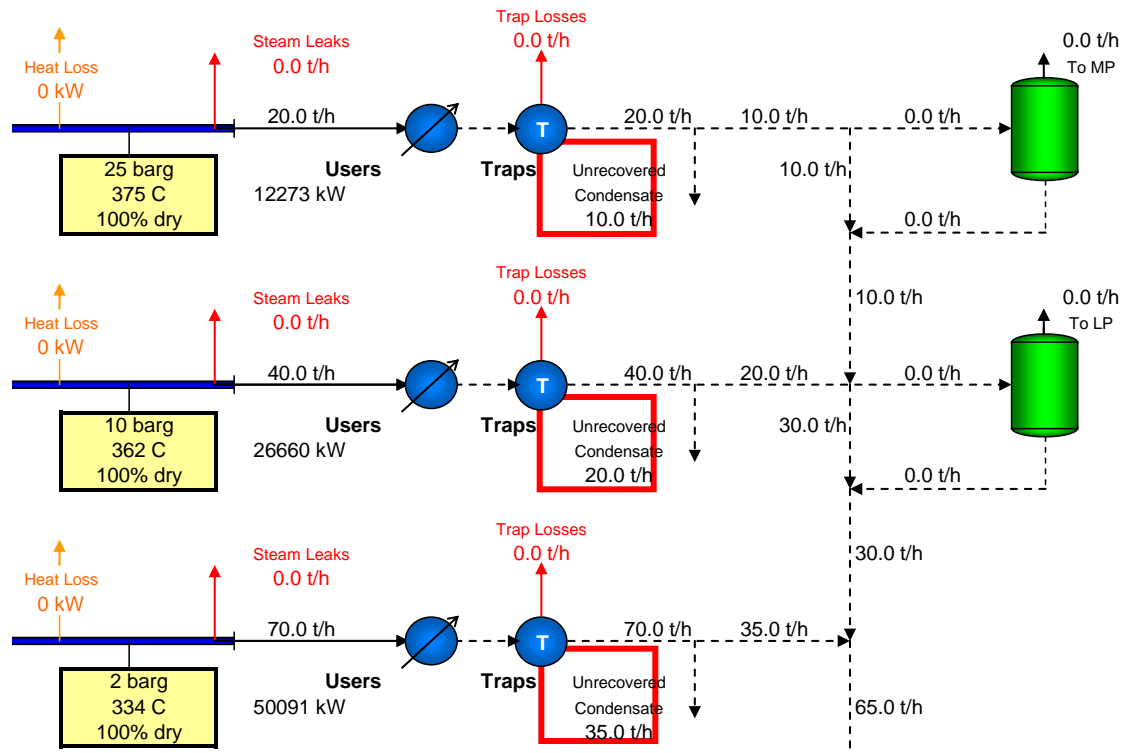 Trap Losses
0.0 t/h
Steam Leaks
0.0 t/h
Heat Loss
0 kW
0.0 t/h
To MP
20.0 t/h
T
20.0 t/h
10.0 t/h
0.0 t/h
25 barg
375 C
100% dry
Users
12273 kW
Traps
Unrecovered
Condensate
10.0 t/h
10.0 t/h
0.0 t/h
Trap Losses
0.0 t/h
Steam Leaks
0.0 t/h
Heat Loss
0 kW
10.0 t/h
0.0 t/h
To LP
40.0 t/h
T
40.0 t/h
20.0 t/h
0.0 t/h
10 barg
362 C
100% dry
Users
26660 kW
Traps
Unrecovered
Condensate
20.0 t/h
30.0 t/h
0.0 t/h
Trap Losses
0.0 t/h
Steam Leaks
0.0 t/h
Heat Loss
0 kW
30.0 t/h
70.0 t/h
T
70.0 t/h
35.0 t/h
2 barg
334 C
100% dry
Users
50091 kW
Traps
Unrecovered
Condensate
35.0 t/h
65.0 t/h